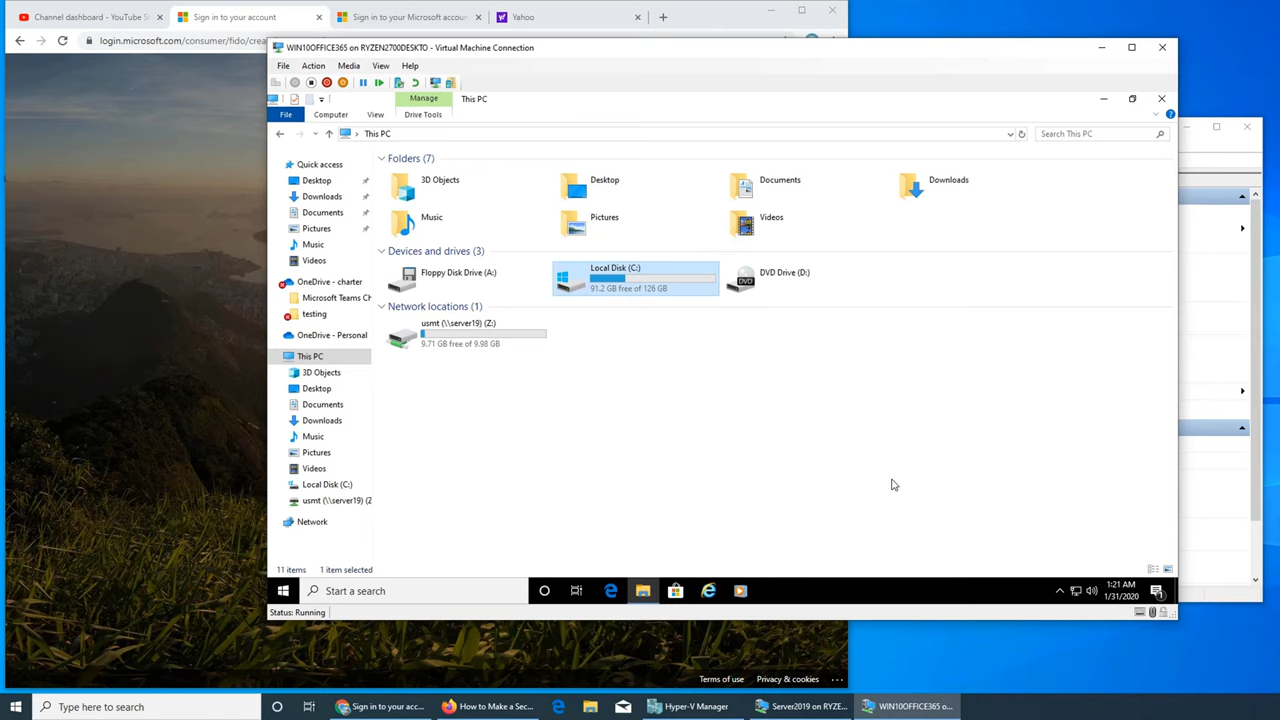 Channel dashboard - YouTube St
Sign in to your account
Sign in to your Microsoft accoun
Yahoo
login.microsoft.com/consumer/fido/crea
WIN10OFFICE365 on RYZEN2700DESKTO - Virtual Machine Connection
File Action Media View Help
Manage This PC
File Computer View Drive Tools
This PC
Search This PC
Quick access
Desktop
Downloads
Documents
Pictures
Music
Videos
OneDrive - charter
Microsoft Teams Ch
testing
OneDrive - Personal
This PC
3D Objects
Desktop
Documents
Downloads
Music
Pictures
Videos
Local Disk (C:)
usmt (\\server19) (Z
Network
Folders (7)
3D Objects
Desktop
Documents
Downloads
Music
Pictures
Videos
Devices and drives (3)
Floppy Disk Drive (A:)
Local Disk (C:)
91.2 GB free of 126 GB
DVD
DVD Drive (D:)
Network locations (1)
usmt (\\server19) (Z:)
9.71 GB free of 9.98 GB
11 items 1 item selected
Start a search
1:21 AM
1/31/2020
1
Status: Running
Terms of use Privacy & cookies ...
Type here to search
Sign in to your acc...
How to Make a Sec...
Hyper-V Manager
Server2019 on RYZE...
WIN10OFFICE365 o...